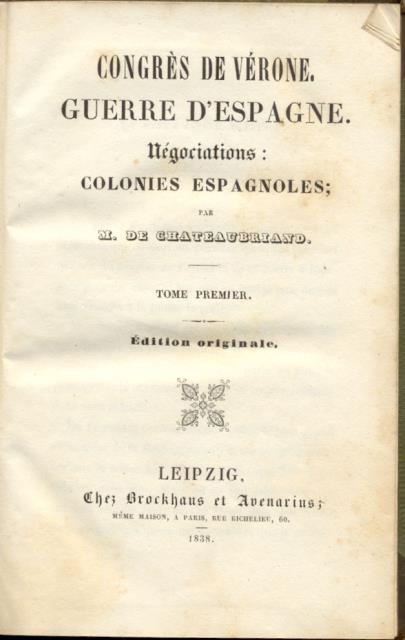 CONGRÈS DE VÉRONE.
GUERRE D'ESPAGNE.
Négociations:
COLONIES ESPAGNOLES;
PAR
M. DE CHATEAUBRIAND.
TOME PREMIER.
Édition originale.
LEIPZIG,
Chez Brockhaus et Avenarius;
MÊME MAISON, A PARIS, RUE RICHELIEU, 60.
1838.